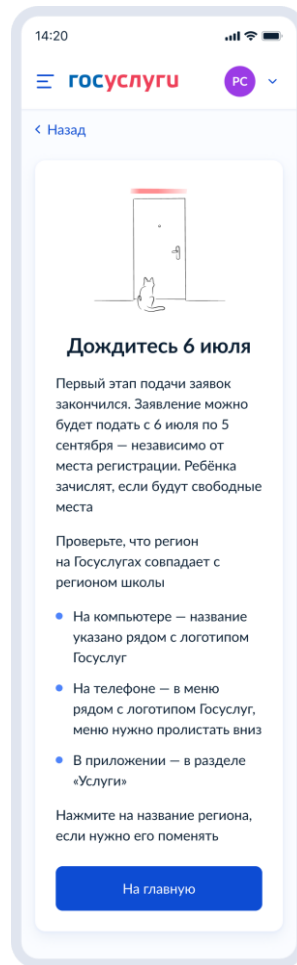 14:20
госуслуги
РС
Назад
Дождитесь 6 июля
Первый этап подачи заявок
закончился. Заявление можно
будет подать с 6 июля по 5
сентября — независимо от
места регистрации. Ребёнка
зачислят, если будут свободные
места
Проверьте, что регион
на Госуслугах совпадает с
регионом школы
На компьютере — название
указано рядом с логотипом
Госуслуг
На телефоне — в меню
рядом с логотипом Госуслуг,
меню нужно пролистать вниз
В приложении — в разделе
«Услуги»
Нажмите на название региона,
если нужно его поменять
На главную